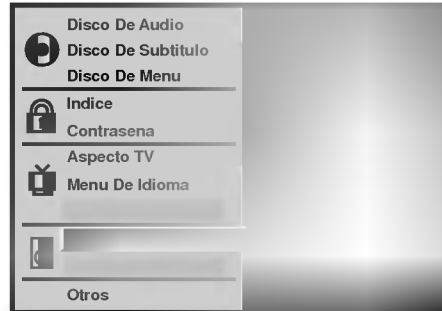 Disco De Audio
Disco De Subtitulo
Disco De Menu
Indice
Contrasena
Aspecto TV
Menu De Idioma
Otros